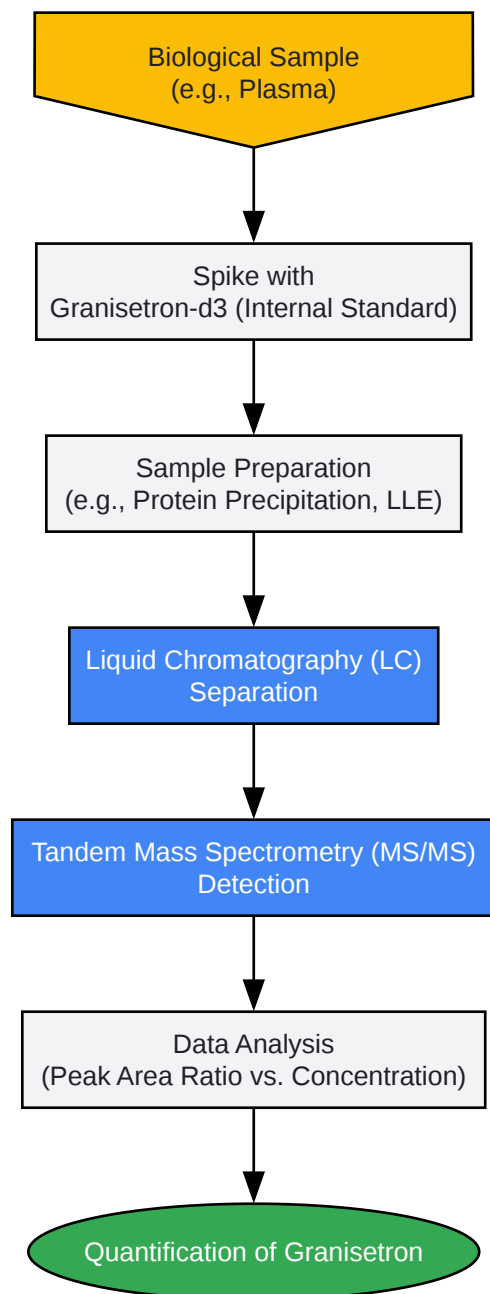 Biological Sample
(e.g., Plasma)
Spike with
Granisetron-d3 (Internal Standard)
Sample Preparation
(e.g., Protein Precipitation, LLE)
Liquid Chromatography (LC)
Separation
Tandem Mass Spectrometry (MS/MS)
Detection
Data Analysis
(Peak Area Ratio vs. Concentration)
Quantification of Granisetron